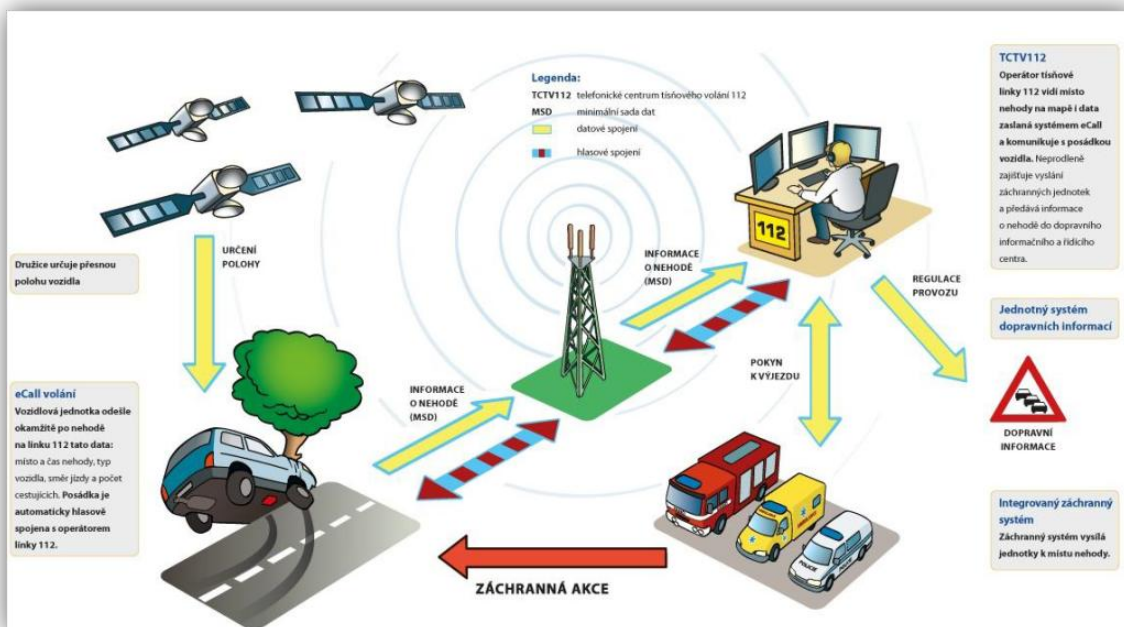 Legenda:
TCTV112 telefonické centrum tísňového volání 112
MSD minimální sada dat
datové spojení
hlasové spojení
TCTV112
Operátor tísňové
linky 112 vidí místo
nehody na mapě i data
zaslaná systémem eCall
a komunikuje s posádkou
vozidla. Neprodleně
zajišťuje vyslání
záchranných jednotek
a předává informace
o nehodě do dopravního
informačního a řídícího
centra.
112
URČENÍ
POLOHY
Družice určuje přesnou
polohu vozidla
INFORMACE
O NEHODĚ
(MSD)
REGULACE
PROVOZU
Jednotný systém
dopravních informací
POKYN
K VÝJEZDU
DOPRAVNÍ
INFORMACE
eCall volání
Vozidlová jednotka odešle
okamžitě po nehodě
na linku 112 tato data:
místo a čas nehody, typ
vozidla, směr jízdy a počet
cestujících. Posádka je
automaticky hlasově
spojena s operátorem
linky 112.
INFORMACE
O NEHODĚ
(MSD)
Integrovaný záchranný
systém
Záchranný systém vysílá
jednotky k místu nehody.
POLICIE
POLICIE
ZÁCHRANNÁ AKCE